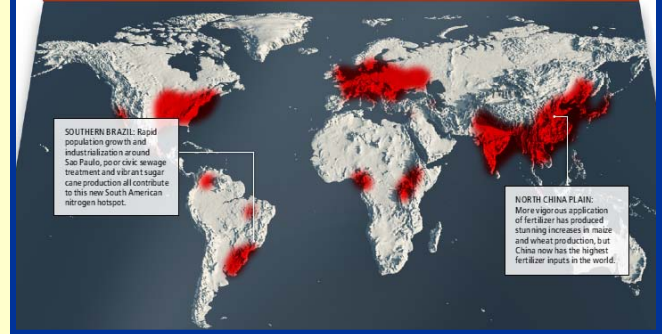 SOUTHERN BRAZIL: Rapid
population growth and
industrialization around
Sao Paulo, poor civic sewage
treatment and vibrant sugar
cane production all contribute
to this new South American
nitrogen hotspot.
NORTH CHINA PLAIN:
More vigorous application
of fertilizer has produced
stunning increases in maize
and wheat production, but
China now has the highest
fertilizer inputs in the world.